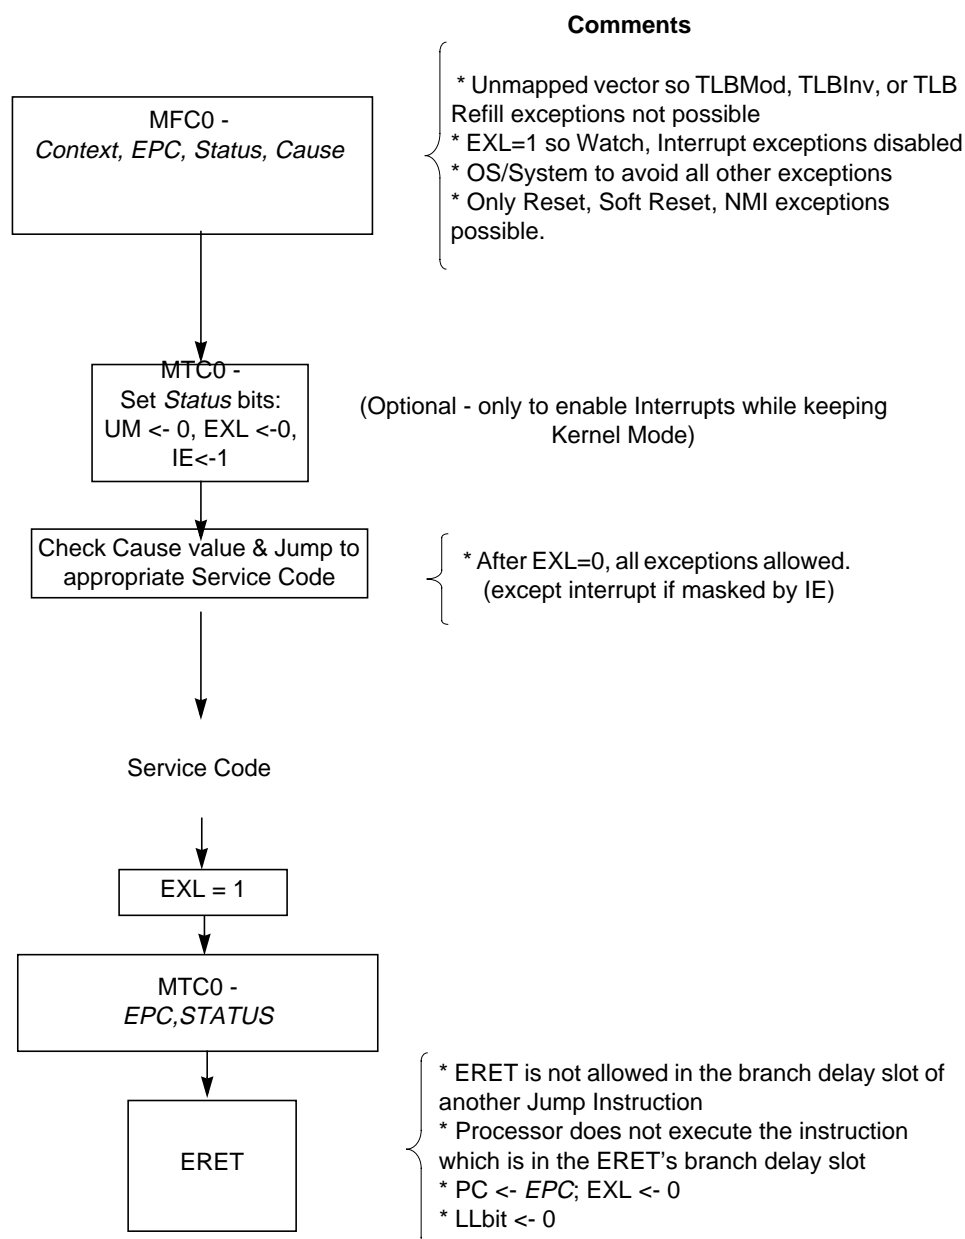 Comments
MFC0 -
Context, EPC, Status, Cause
* Unmapped vector so TLBMod, TLBInv, or TLB
Refill exceptions not possible
* EXL=1 so Watch, Interrupt exceptions disabled
* OS/System to avoid all other exceptions
* Only Reset, Soft Reset, NMI exceptions
possible.
MTC0 -
Set Status bits:
UM <- 0, EXL <-0,
IE<-1
(Optional - only to enable Interrupts while keeping
Kernel Mode)
Check Cause value & Jump to
appropriate Service Code
* After EXL=0, all exceptions allowed.
(except interrupt if masked by IE)
Service Code
EXL = 1
MTC0 -
EPC,STATUS
ERET
* ERET is not allowed in the branch delay slot of
another Jump Instruction
* Processor does not execute the instruction
which is in the ERET's branch delay slot
* PC <- EPC; EXL <- 0
* LLbit <- 0